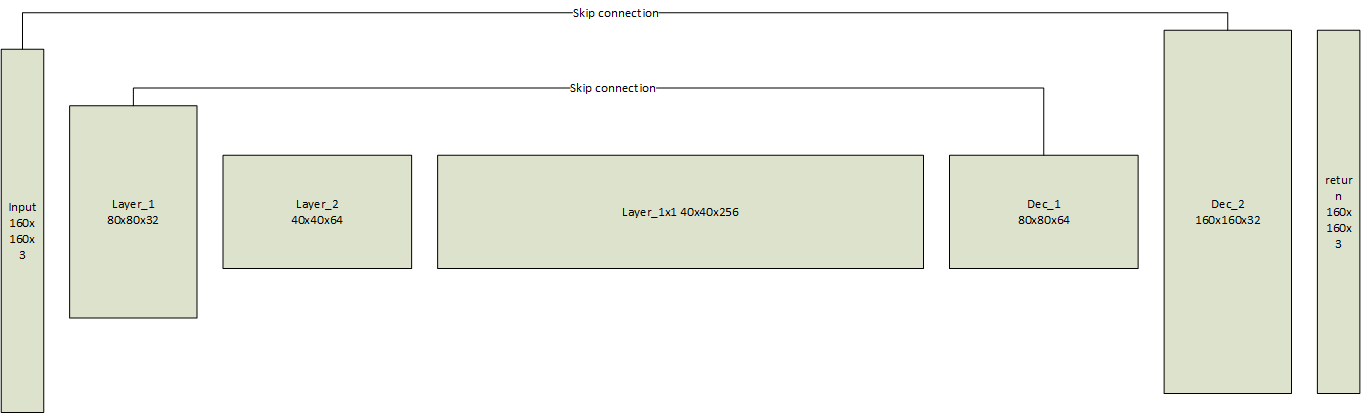 Skip connection
Skip connection
Input
160x
160x
3
Layer_1
80x80x32
Layer_2
40x40x64
Layer_1x1 40x40x256
Dec_1
80x80x64
Dec_2
160x160x32
retur
n
160x
160x
3